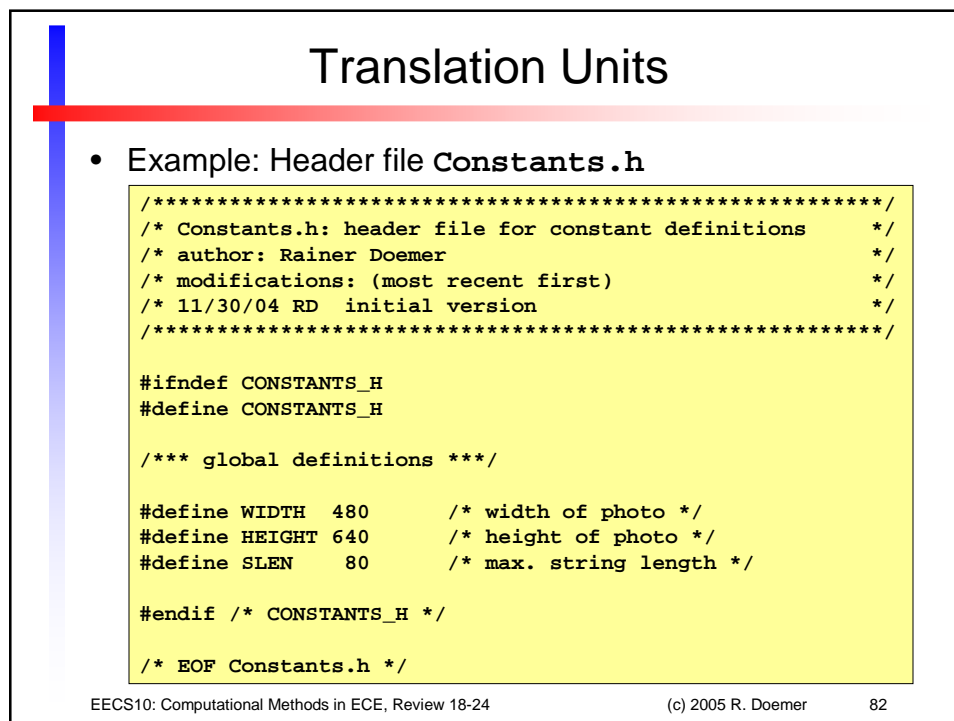 Translation Units
• Example: Header file Constants.h
/*********************************************************/
/* Constants.h: header file for constant definitions     */
/* author: Rainer Doemer                                 */
/* modifications: (most recent first)                    */
/* 11/30/04 RD  initial version                          */
/*********************************************************/
#ifndef CONSTANTS_H
#define CONSTANTS_H
/*** global definitions ***/
#define WIDTH  480      /* width of photo */
#define HEIGHT 640      /* height of photo */
#define SLEN    80      /* max. string length */
#endif /* CONSTANTS_H */
/* EOF Constants.h */
EECS10: Computational Methods in ECE, Review 18-24 (c) 2005 R. Doemer 82